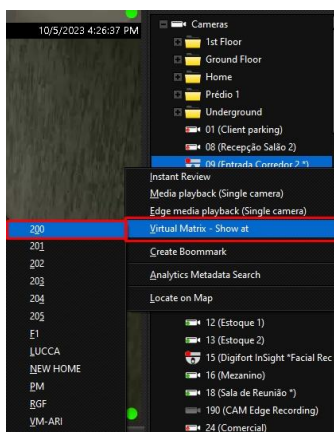 10/5/2023 4:26:37 PM
Cameras
1st Floor
Ground Floor
Home
Prédio 1
Underground
01 (Client parking)
08 (Recepção Salão 2)
09 (Entrada Corredor 2 *)
Instant Review
Media playback (Single camera)
Edge media playback (Single camera)
Virtual Matrix - Show at
Create Boommark
Analytics Metadata Search
Locate on Map
200
201
202
203
204
205
F1
LUCCA
NEW HOME
PM
RGF
VM-ARI
12 (Estoque 1)
13 (Estoque 2)
15 (Digifort InSight *Facial Rec
16 (Mezanino)
18 (Sala de Reunião *)
190 (CAM Edge Recording)
24 (Comercial)